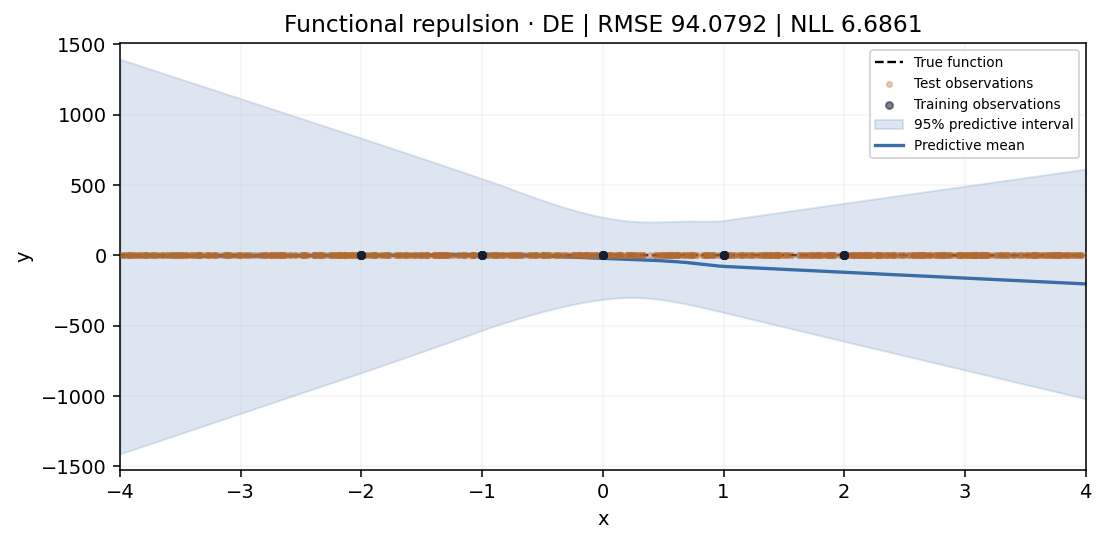 Functional repulsion · DE | RMSE 94.0792 | NLL 6.6861
1500
1000
500
0
−500
−1000
−1500
y
True function
Test observations
Training observations
95% predictive interval
Predictive mean
−4
−3
−2
−1
0
1
2
3
4
x